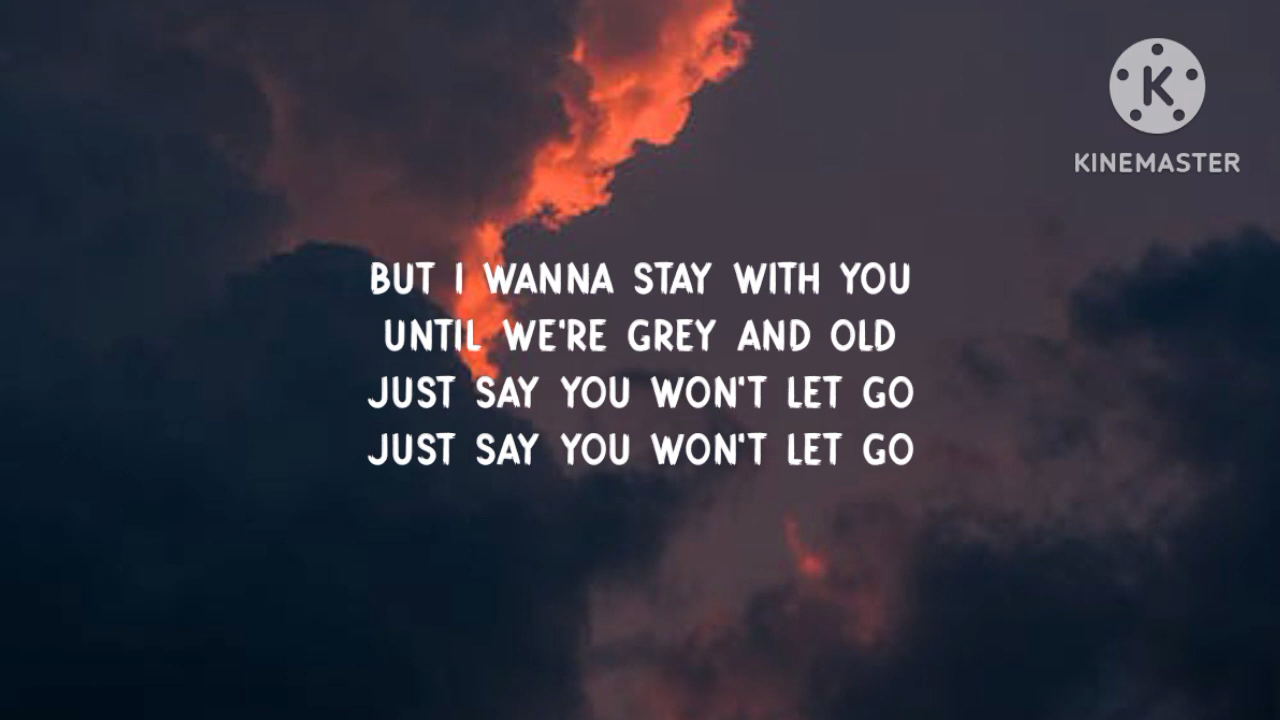 K
KINEMASTER
BUT I WANNA STAY WITH YOU
UNTIL WE'RE GREY AND OLD
JUST SAY YOU WON'T LET GO
JUST SAY YOU WON'T LET GO